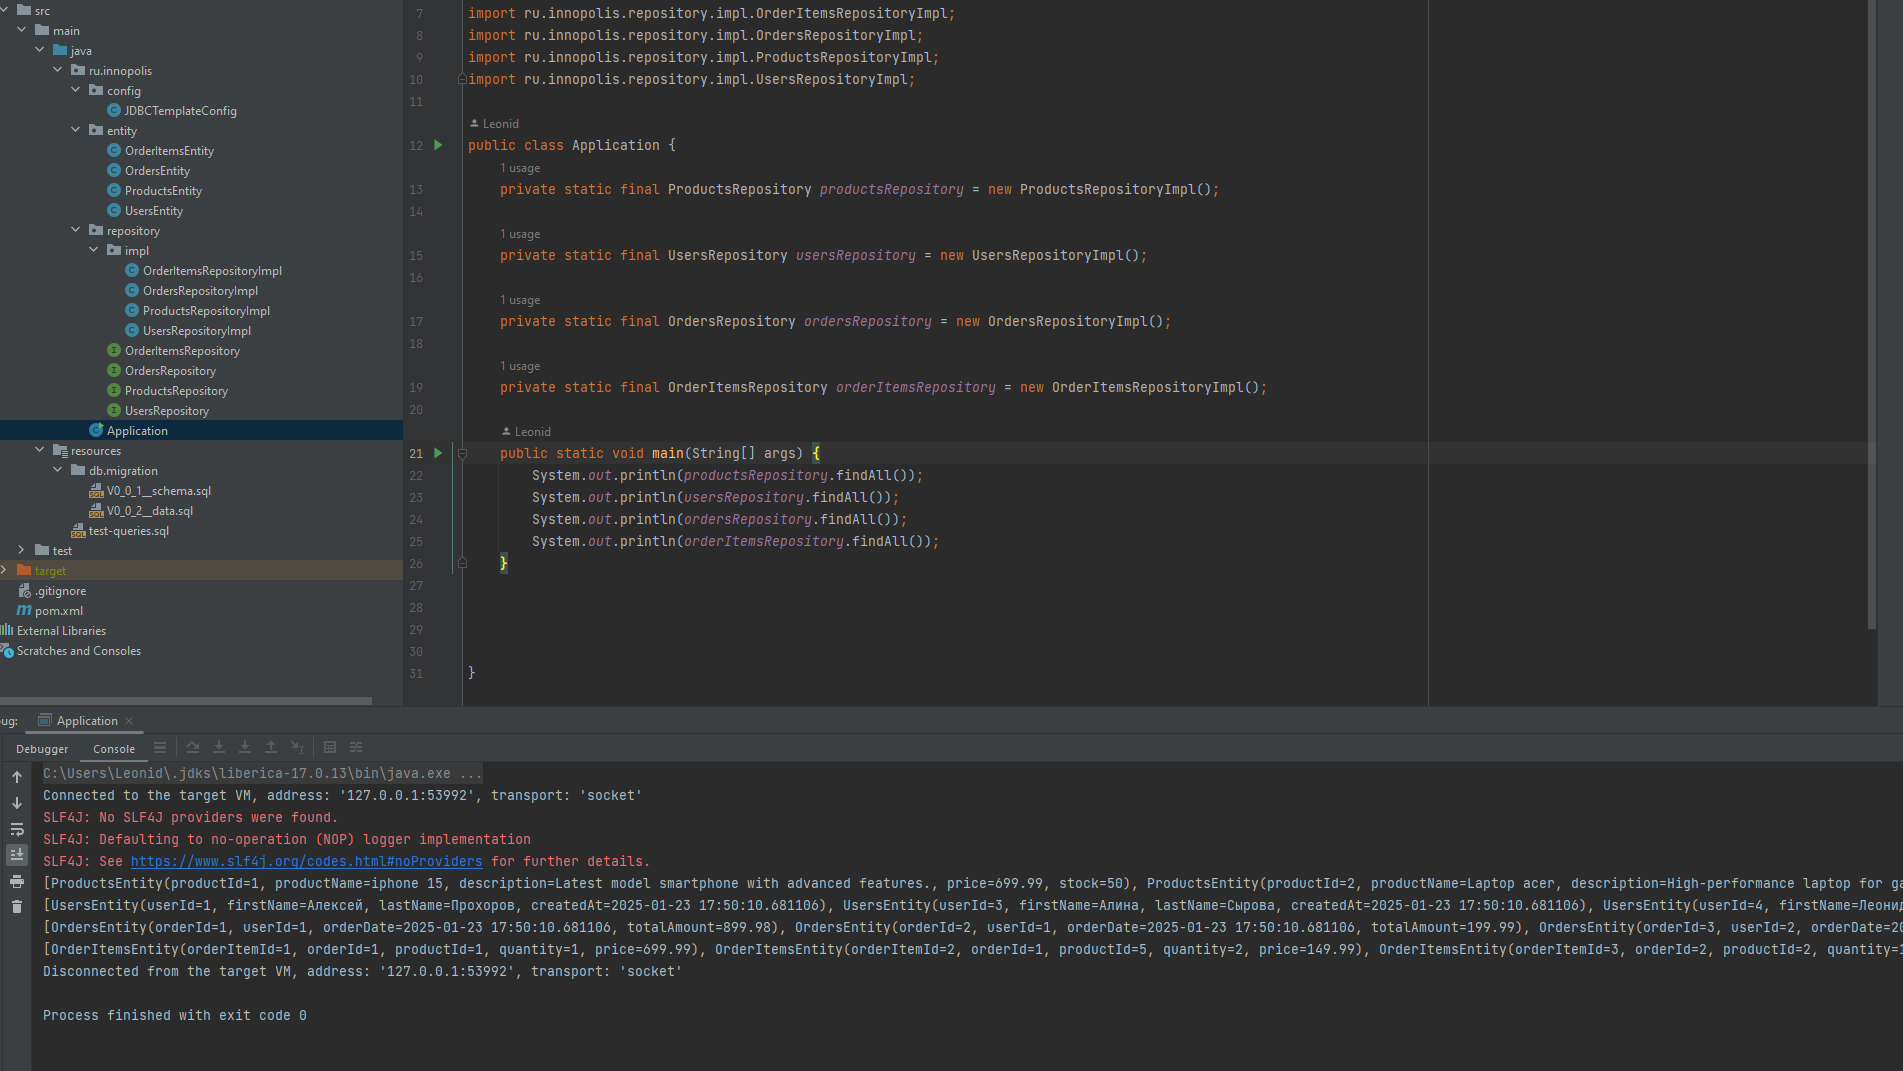 src
main
java
ru.innopolis
config
JDBCTemplateConfig
entity
OrderItemsEntity
OrdersEntity
ProductsEntity
UsersEntity
repository
impl
OrderItemsRepositoryImpl
OrdersRepositoryImpl
ProductsRepositoryImpl
UsersRepositoryImpl
OrderItemsRepository
OrdersRepository
ProductsRepository
UsersRepository
Application
resources
db.migration
V0_0_1__schema.sql
V0_0_2__data.sql
test-queries.sql
test
target
.gitignore
pom.xml
External Libraries
Scratches and Consoles
7 import ru.innopolis.repository.impl.OrderItemsRepositoryImpl;
8 import ru.innopolis.repository.impl.OrdersRepositoryImpl;
9 import ru.innopolis.repository.impl.ProductsRepositoryImpl;
10 import ru.innopolis.repository.impl.UsersRepositoryImpl;
11
Leonid
12 public class Application {
1 usage
13 private static final ProductsRepository productsRepository = new ProductsRepositoryImpl();
14
1 usage
15 private static final UsersRepository usersRepository = new UsersRepositoryImpl();
16
1 usage
17 private static final OrdersRepository ordersRepository = new OrdersRepositoryImpl();
18
1 usage
19 private static final OrderItemsRepository orderItemsRepository = new OrderItemsRepositoryImpl();
20
Leonid
21 public static void main(String[] args) {
22 System.out.println(productsRepository.findAll());
23 System.out.println(usersRepository.findAll());
24 System.out.println(ordersRepository.findAll());
25 System.out.println(orderItemsRepository.findAll());
26 }
27
28
29
30
31 }
ug: Application
Debugger Console
C:\Users\Leonid\.jdks\liberica-17.0.13\bin\java.exe ...
Connected to the target VM, address: '127.0.0.1:53992', transport: 'socket'
SLF4J: No SLF4J providers were found.
SLF4J: Defaulting to no-operation (NOP) logger implementation
SLF4J: See https://www.slf4j.org/codes.html#noProviders for further details.
[ProductsEntity(productId=1, productName=iphone 15, description=Latest model smartphone with advanced features., price=699.99, stock=50), ProductsEntity(productId=2, productName=Laptop acer, description=High-performance laptop for ga
[UsersEntity(userId=1, firstName=Алексей, lastName=Прохоров, createdAt=2025-01-23 17:50:10.681106), UsersEntity(userId=3, firstName=Алина, lastName=Сырова, createdAt=2025-01-23 17:50:10.681106), UsersEntity(userId=4, firstName=Леонид
[OrdersEntity(orderId=1, userId=1, orderDate=2025-01-23 17:50:10.681106, totalAmount=899.98), OrdersEntity(orderId=2, userId=1, orderDate=2025-01-23 17:50:10.681106, totalAmount=199.99), OrdersEntity(orderId=3, userId=2, orderDate=20
[OrderItemsEntity(orderItemId=1, orderId=1, productId=1, quantity=1, price=699.99), OrderItemsEntity(orderItemId=2, orderId=1, productId=5, quantity=2, price=149.99), OrderItemsEntity(orderItemId=3, orderId=2, productId=2, quantity=1
Disconnected from the target VM, address: '127.0.0.1:53992', transport: 'socket'
Process finished with exit code 0